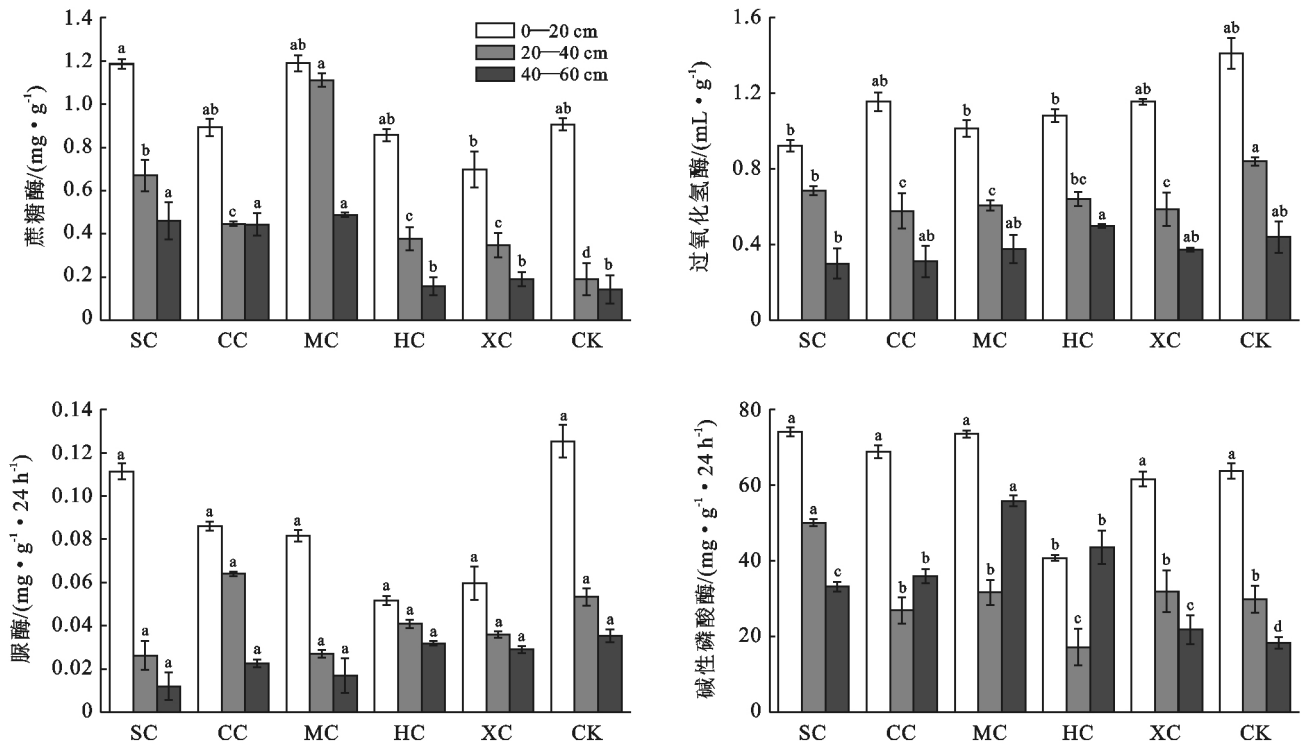 蔗糖酶/(mg·g⁻¹)
1.4
1.2
1.0
0.8
0.6
0.4
0.2
0
0—20 cm
20—40 cm
40—60 cm
a b a
ab c a
ab a a
ab c b
b b b
ab d b
SC CC MC HC XC CK
过氧化氢酶/(mL·g⁻¹)
1.6
1.2
0.8
0.4
0
b b b
ab c ab
b c ab
b bc a
ab c ab
ab a ab
SC CC MC HC XC CK
脲酶/(mg·g⁻¹·24 h⁻¹)
0.14
0.12
0.10
0.08
0.06
0.04
0.02
0
a a a
a a a
a a a
a a a
a a a
a a a
SC CC MC HC XC CK
碱性磷酸酶/(mg·g⁻¹·24 h⁻¹)
80
60
40
20
0
a a c
a b b
a b a
b c b
a b c
a b d
SC CC MC HC XC CK